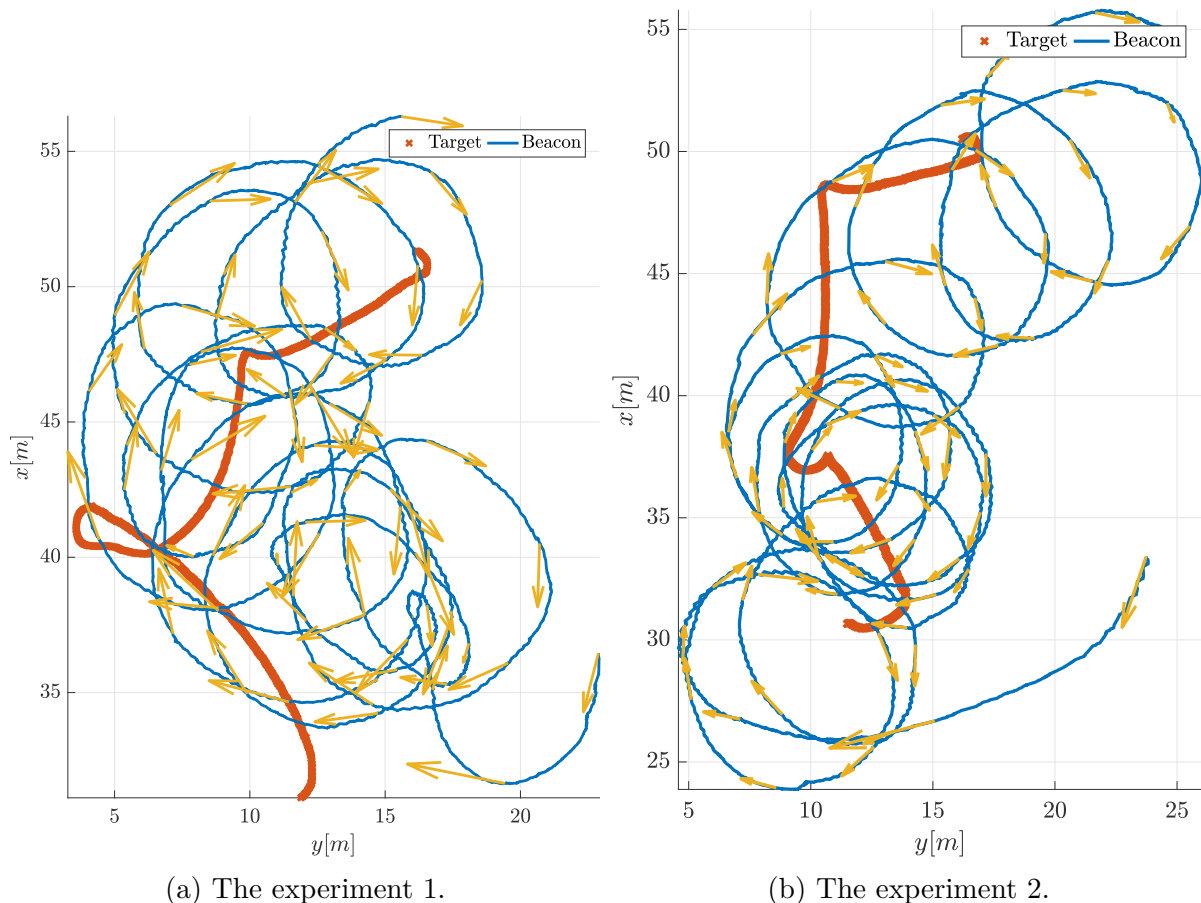 Target Beacon
55
50
45
40
35
x[m]
5 10 15 20
y[m]
(a) The experiment 1.
Target Beacon
55
50
45
40
35
30
25
x[m]
5 10 15 20 25
y[m]
(b) The experiment 2.